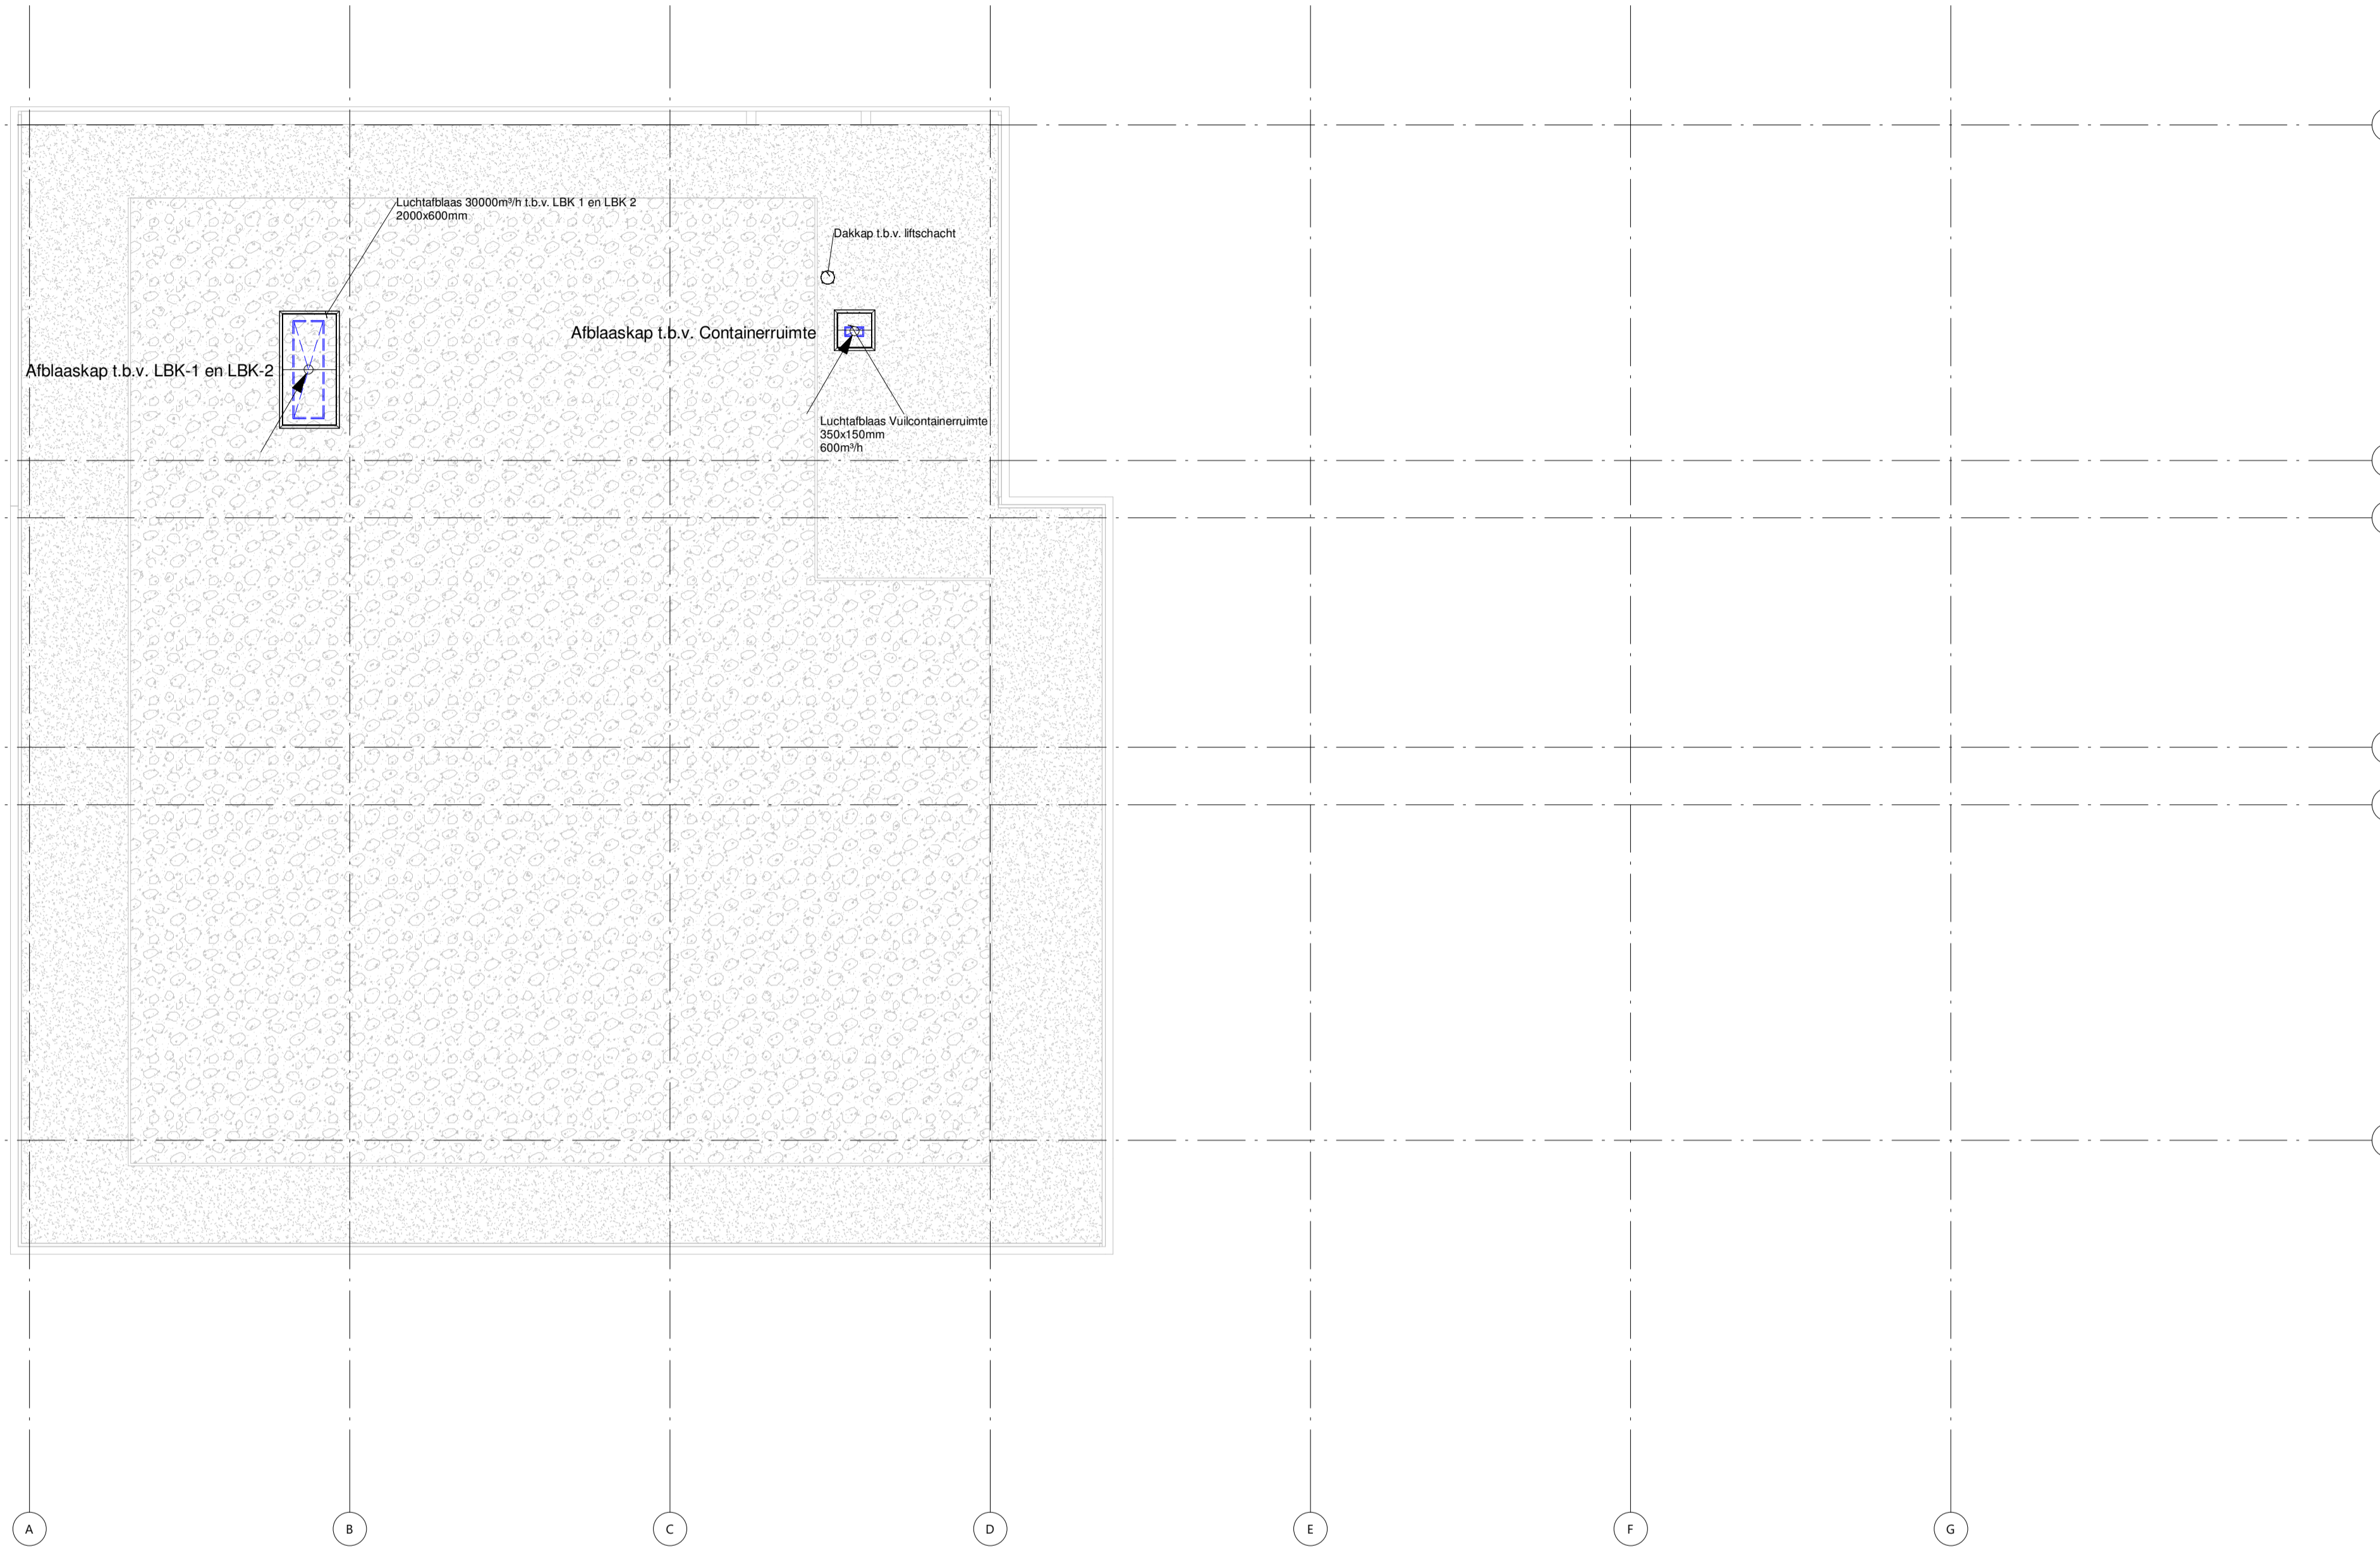 Luchtafblaas 30000m³/h t.b.v. LBK 1 en LBK 2
2000x600mm
Dakkap t.b.v. liftschacht
Afblaaskap t.b.v. Containerruimte
Afblaaskap t.b.v. LBK-1 en LBK-2
Luchtafblaas Vuilcontainerruimte
350x150mm
600m³/h
A
B
C
D
E
F
G